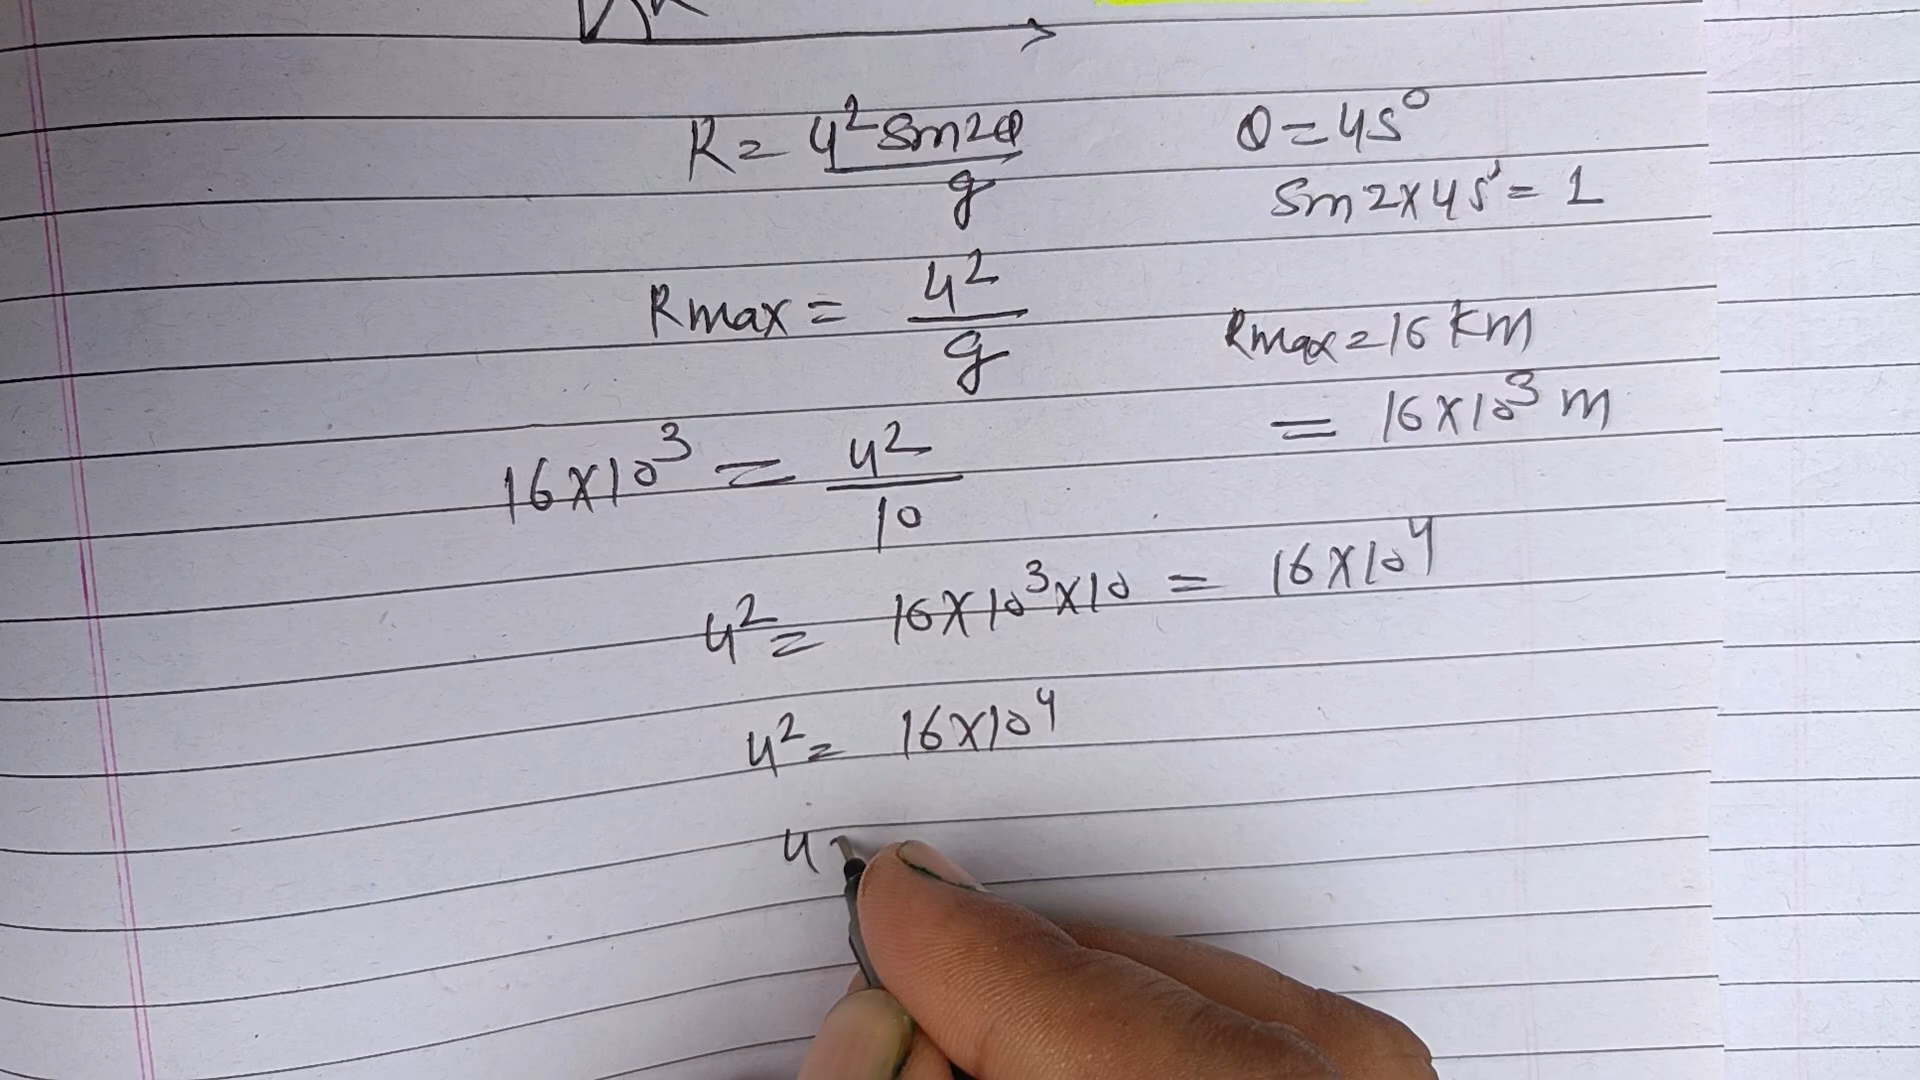 R = u² sin2θ / g θ = 45°
sin 2×45° = 1
Rmax = u² / g Rmax = 16 Km
= 16×10³ m
16×10³ = u² / 10
u² = 16×10³×10 = 16×10⁴
u² = 16×10⁴
u